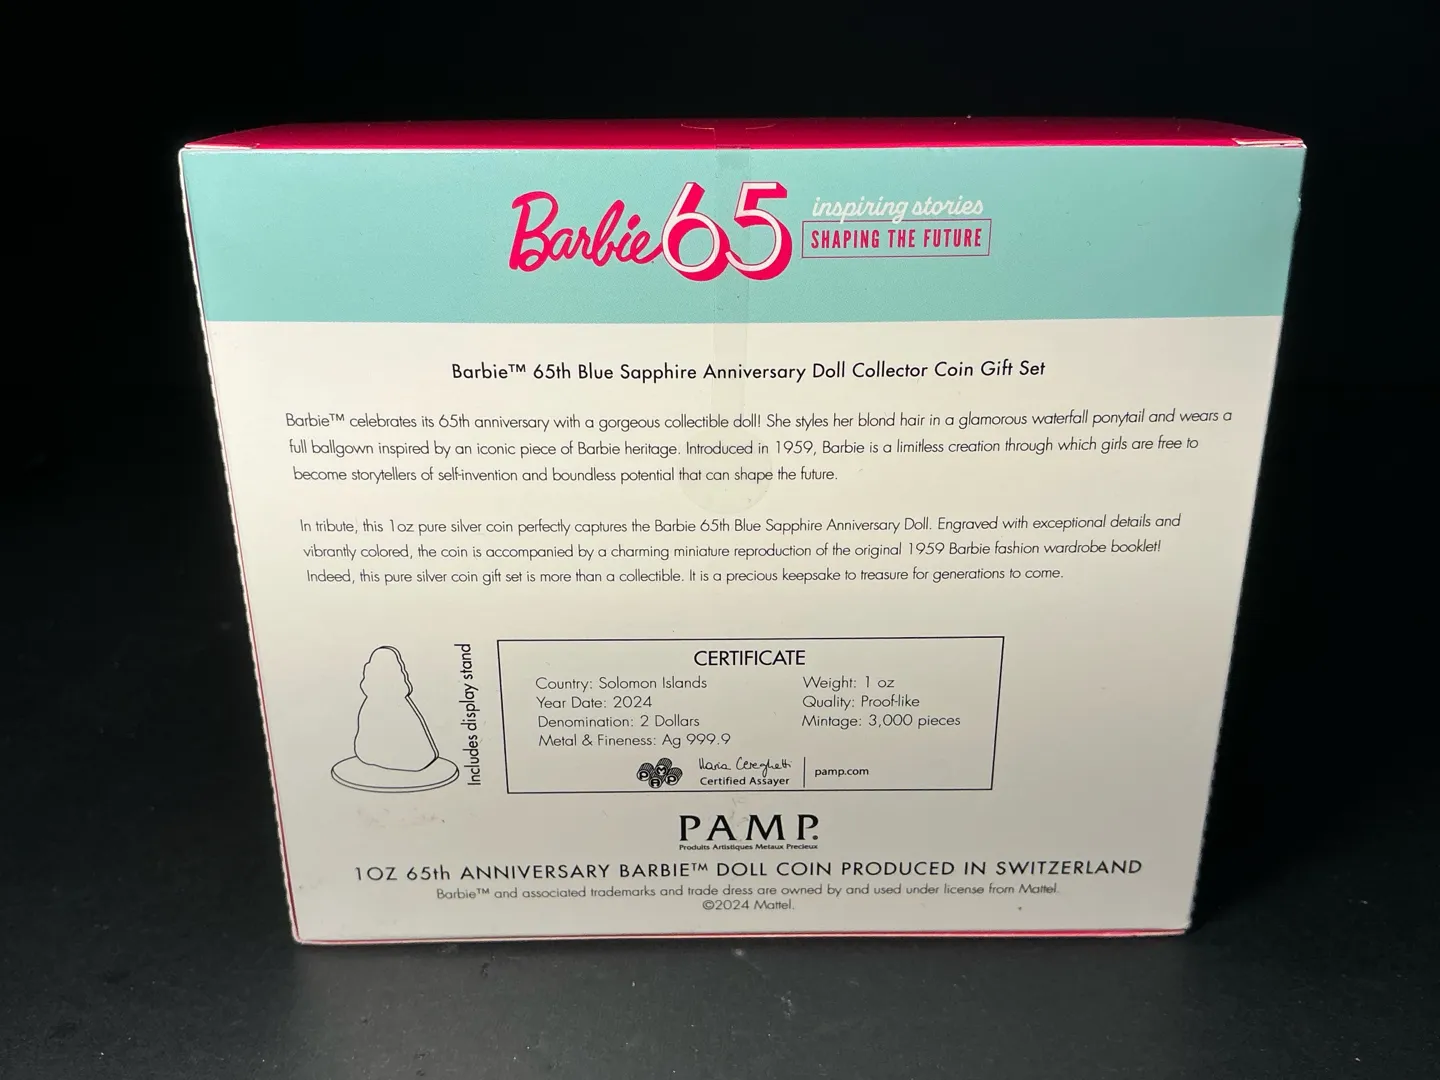 Barbie 65
inspiring stories
SHAPING THE FUTURE
Barbie™ 65th Blue Sapphire Anniversary Doll Collector Coin Gift Set
Barbie™ celebrates its 65th anniversary with a gorgeous collectible doll! She styles her blond hair in a glamorous waterfall ponytail and wears a
full ballgown inspired by an iconic piece of Barbie heritage. Introduced in 1959, Barbie is a limitless creation through which girls are free to
become storytellers of self-invention and boundless potential that can shape the future.
In tribute, this 1oz pure silver coin perfectly captures the Barbie 65th Blue Sapphire Anniversary Doll. Engraved with exceptional details and
vibrantly colored, the coin is accompanied by a charming miniature reproduction of the original 1959 Barbie fashion wardrobe booklet!
Indeed, this pure silver coin gift set is more than a collectible. It is a precious keepsake to treasure for generations to come.
Includes display stand
CERTIFICATE
Country: Solomon Islands
Year Date: 2024
Denomination: 2 Dollars
Metal & Fineness: Ag 999.9
Weight: 1 oz
Quality: Proof-like
Mintage: 3,000 pieces
PAMP
Certified Assayer
pamp.com
PAMP.
Produits Artistiques Métaux Précieux
1OZ 65th ANNIVERSARY BARBIE™ DOLL COIN PRODUCED IN SWITZERLAND
Barbie™ and associated trademarks and trade dress are owned by and used under license from Mattel.
©2024 Mattel.